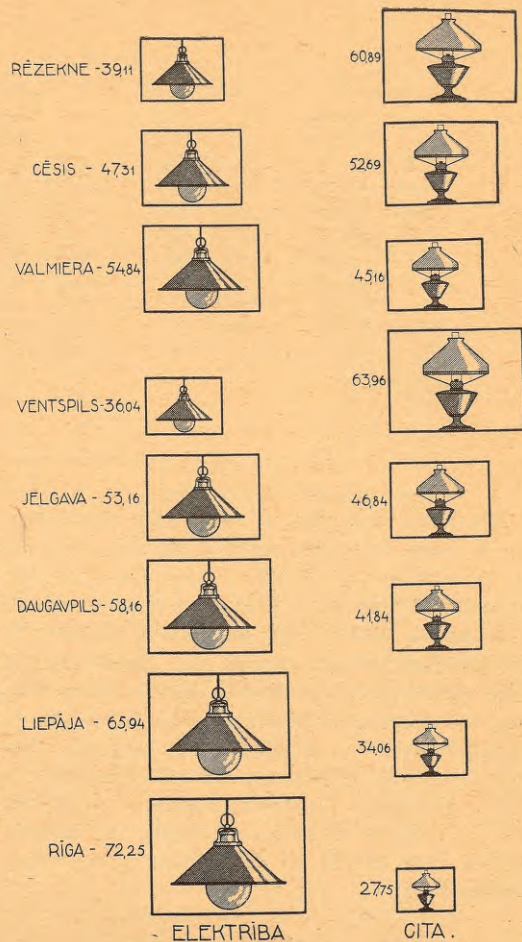 RĒZEKNE - 39,11 60,89
CĒSIS - 47,31 52,69
VALMIERA - 54,84 45,16
VENTSPILS - 36,04 63,96
JELGAVA - 53,16 46,84
DAUGAVPILS - 58,16 41,84
LIEPĀJA - 65,94 34,06
RĪGA - 72,25 27,75
- ELEKTRĪBA CITA.